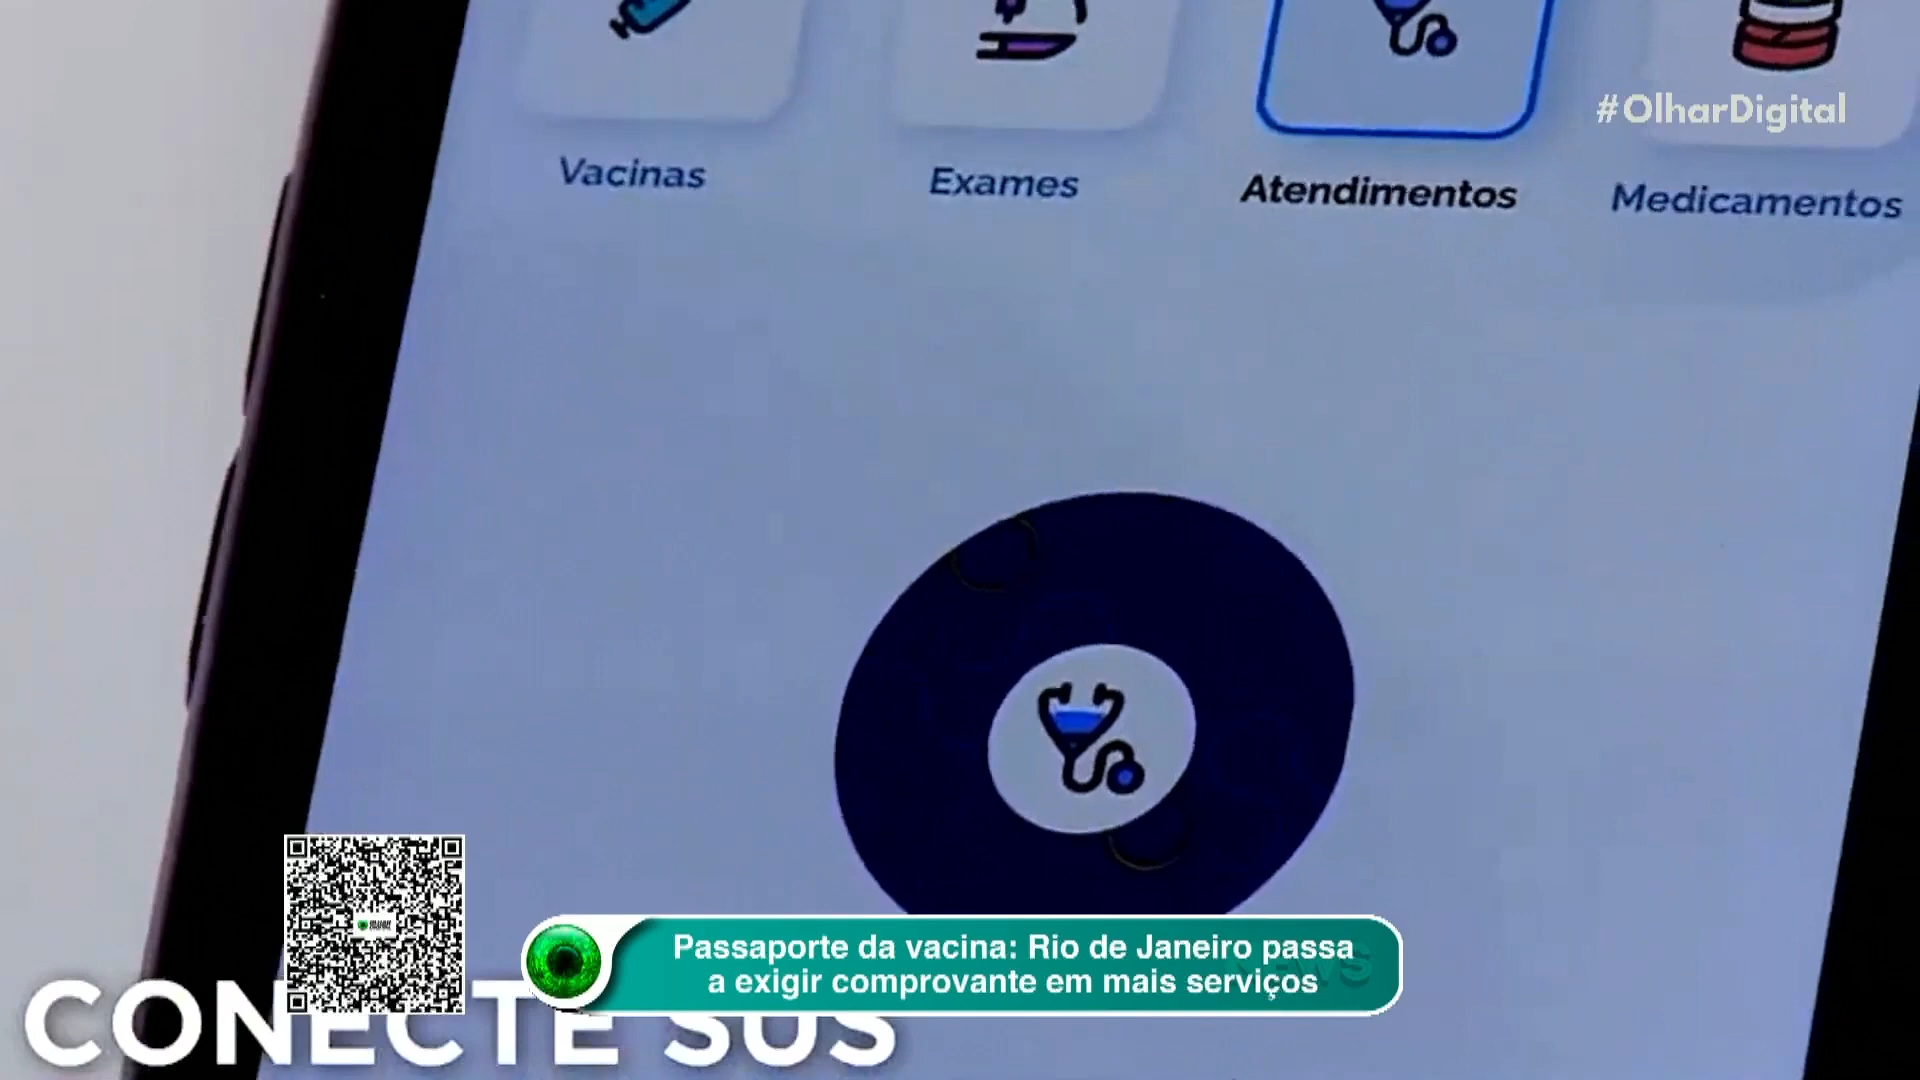 #OlharDigital
Vacinas
Exames
Atendimentos
Medicamentos
Passaporte da vacina: Rio de Janeiro passa
a exigir comprovante em mais serviços
CONECTE SUS